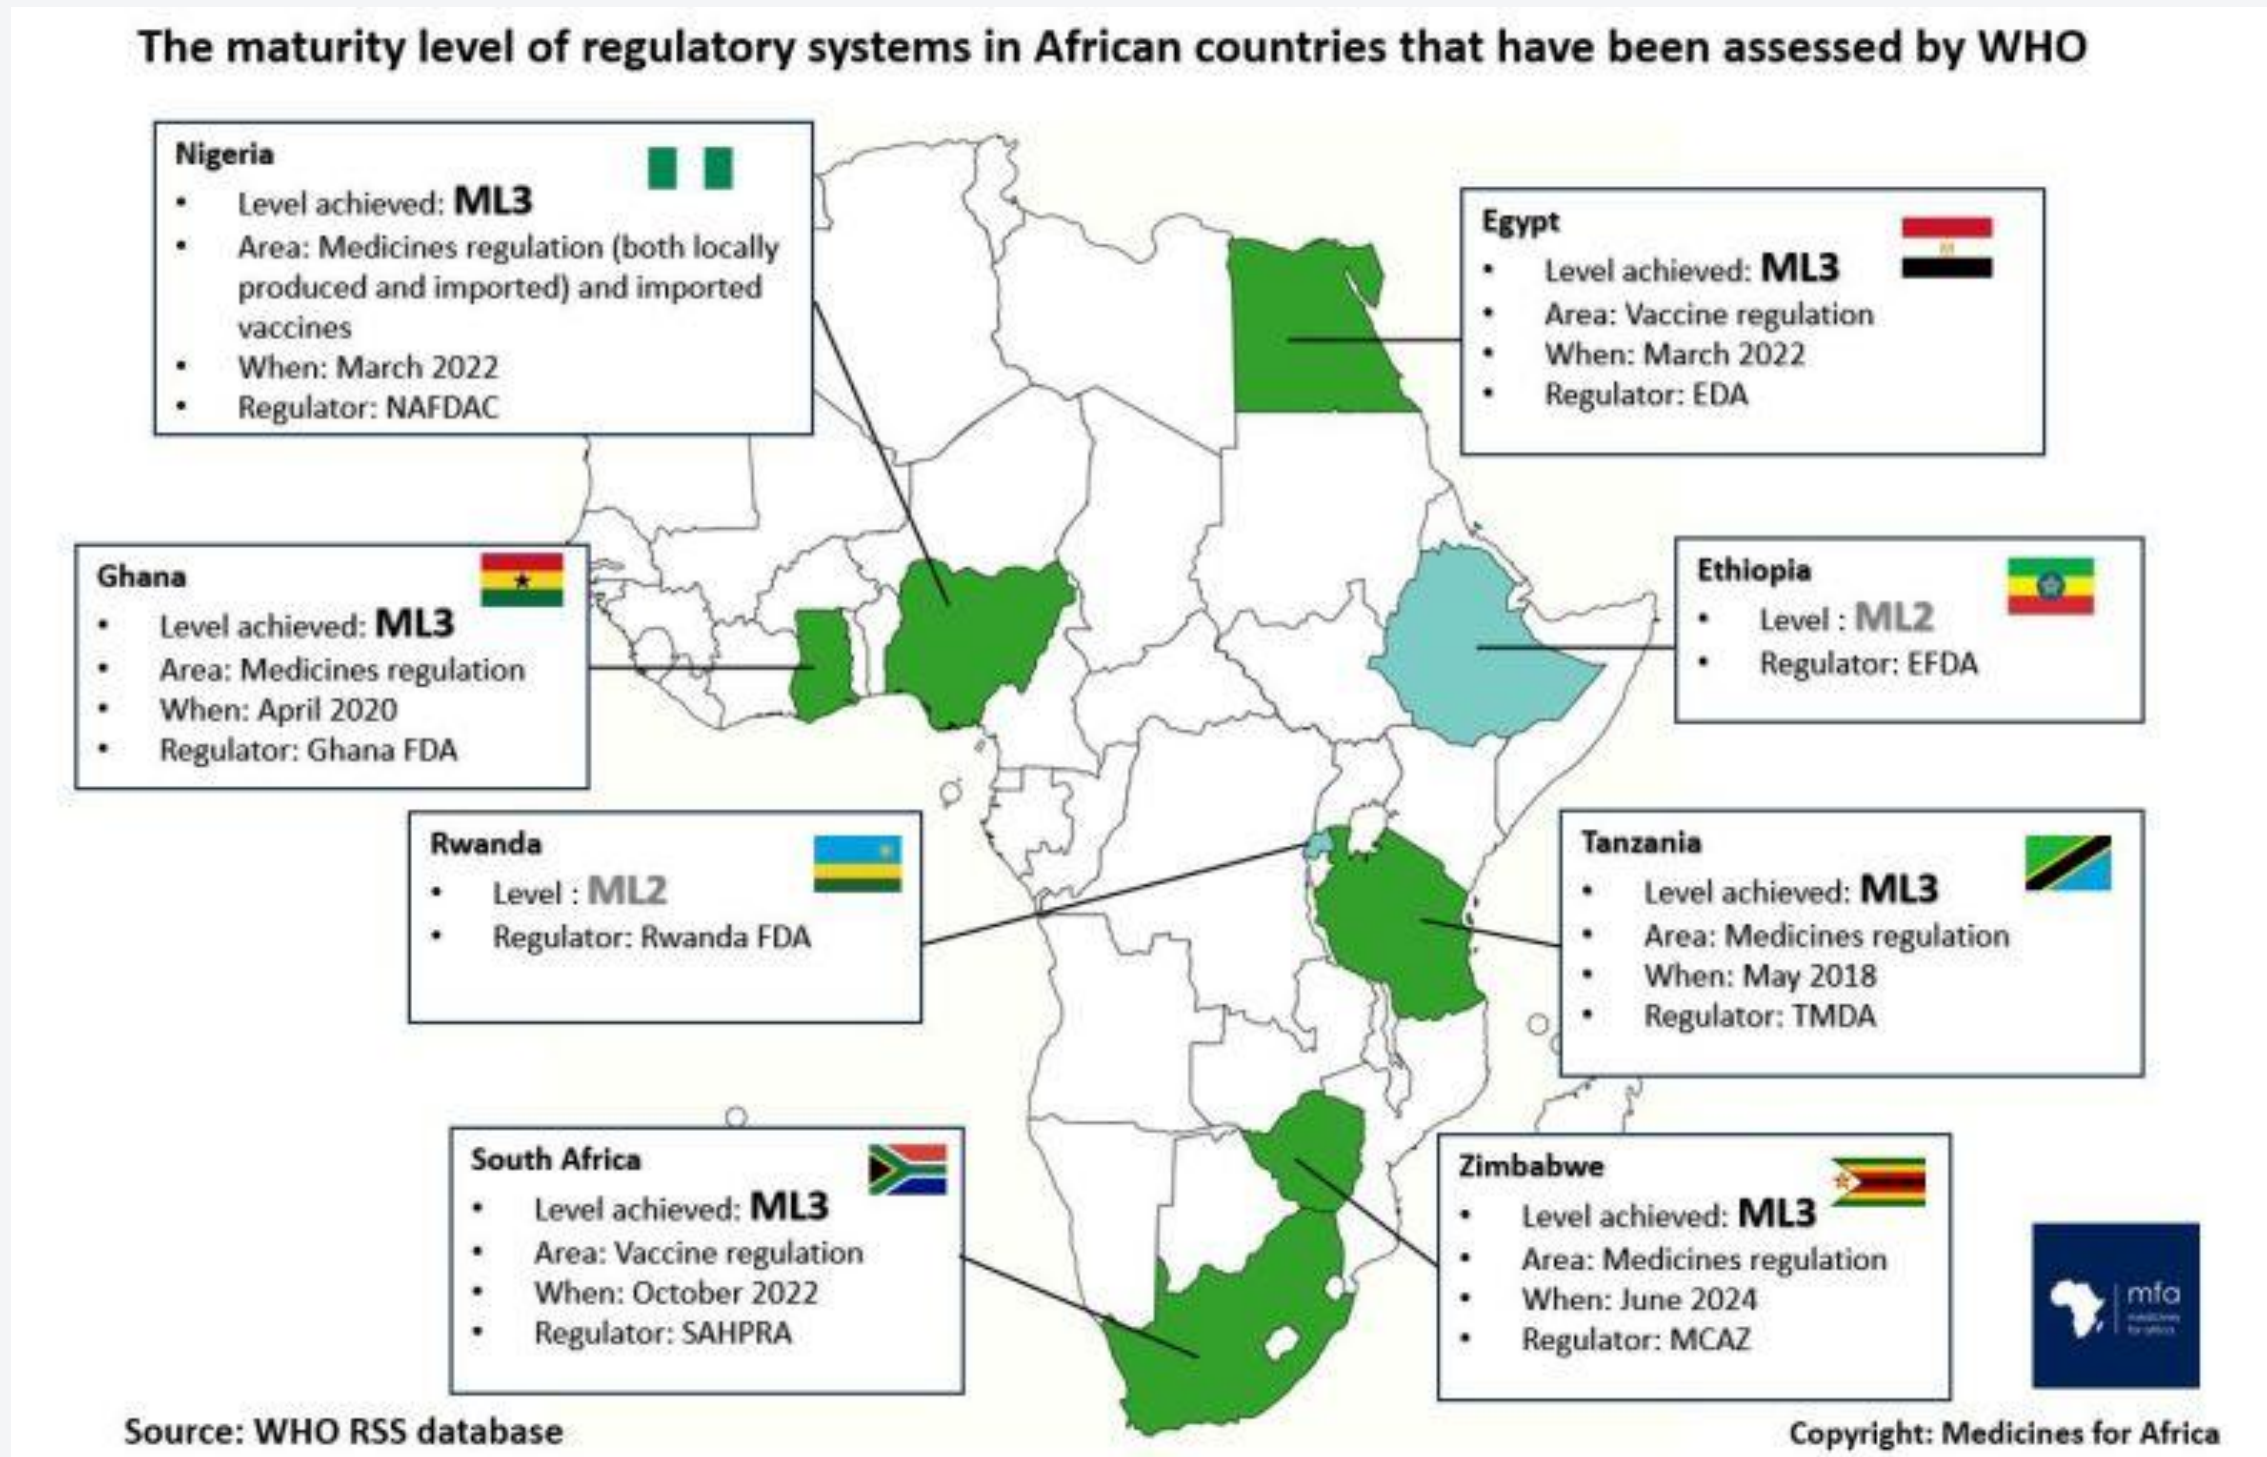 The maturity level of regulatory systems in African countries that have been assessed by WHO
Nigeria
• Level achieved: ML3
• Area: Medicines regulation (both locally
produced and imported) and imported
vaccines
• When: March 2022
• Regulator: NAFDAC
Egypt
• Level achieved: ML3
• Area: Vaccine regulation
• When: March 2022
• Regulator: EDA
Ghana
• Level achieved: ML3
• Area: Medicines regulation
• When: April 2020
• Regulator: Ghana FDA
Ethiopia
• Level : ML2
• Regulator: EFDA
Rwanda
• Level : ML2
• Regulator: Rwanda FDA
Tanzania
• Level achieved: ML3
• Area: Medicines regulation
• When: May 2018
• Regulator: TMDA
South Africa
• Level achieved: ML3
• Area: Vaccine regulation
• When: October 2022
• Regulator: SAHPRA
Zimbabwe
• Level achieved: ML3
• Area: Medicines regulation
• When: June 2024
• Regulator: MCAZ
mfa
medicines
for africa
Source: WHO RSS database
Copyright: Medicines for Africa